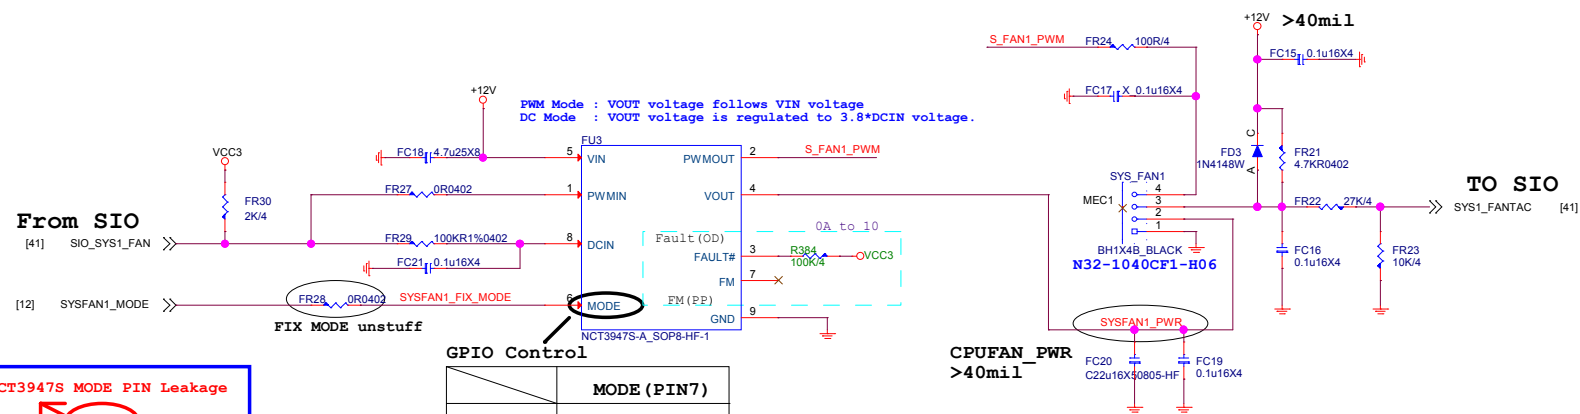 +12V
>40mil
S_FAN1_PWM
FR24
100R/4
FC15
0.1u16X4
FC17
X_0.1u16X4
+12V
PWM Mode : VOUT voltage follows VIN voltage
DC Mode : VOUT voltage is regulated to 3.8*DCIN voltage.
FU3
VCC3
FC18
4.7u25X8
5
VIN
PWMOUT
2
S_FAN1_PWM
FR30
2K/4
FR27
0R0402
1
PWMIN
VOUT
4
C
A
FD3
1N4148W
FR21
4.7KR0402
SYS_FAN1
MEC1
4
3
2
1
FR22
27K/4
TO SIO
SYS1_FANTAC
[41]
From SIO
[41]
SIO_SYS1_FAN
FR29
100KR1%0402
8
DCIN
Fault(OD)
0A to 10
FAULT#
3
R384
100K/4
VCC3
FC21
0.1u16X4
BH1X4B_BLACK
N32-1040CF1-H06
FC16
0.1u16X4
FR23
10K/4
FM
7
[12]
SYSFAN1_MODE
FR28
0R0402
SYSFAN1_FIX_MODE
6
MODE
FM(PP)
FIX MODE unstuff
GND
9
NCT3947S-A_SOP8-HF-1
SYSFAN1_PWR
GPIO Control
CPUFAN_PWR
>40mil
FC20
C22u16X50805-HF
FC19
0.1u16X4
CT3947S MODE PIN Leakage
MODE(PIN7)